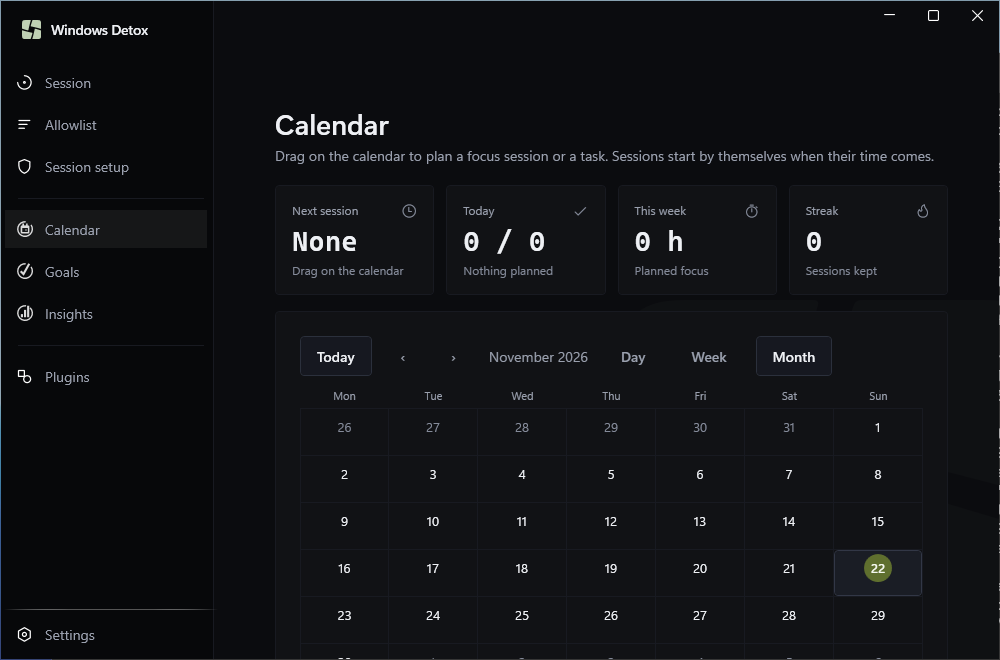 Windows Detox
Session
Allowlist
Session setup
Calendar
Goals
Insights
Plugins
Settings
Calendar
Drag on the calendar to plan a focus session or a task. Sessions start by themselves when their time comes.
Next session
None
Drag on the calendar
Today
0 / 0
Nothing planned
This week
0 h
Planned focus
Streak
0
Sessions kept
Today ‹ › November 2026 Day Week Month
Mon Tue Wed Thu Fri Sat Sun
26 27 28 29 30 31 1
2 3 4 5 6 7 8
9 10 11 12 13 14 15
16 17 18 19 20 21 22
23 24 25 26 27 28 29